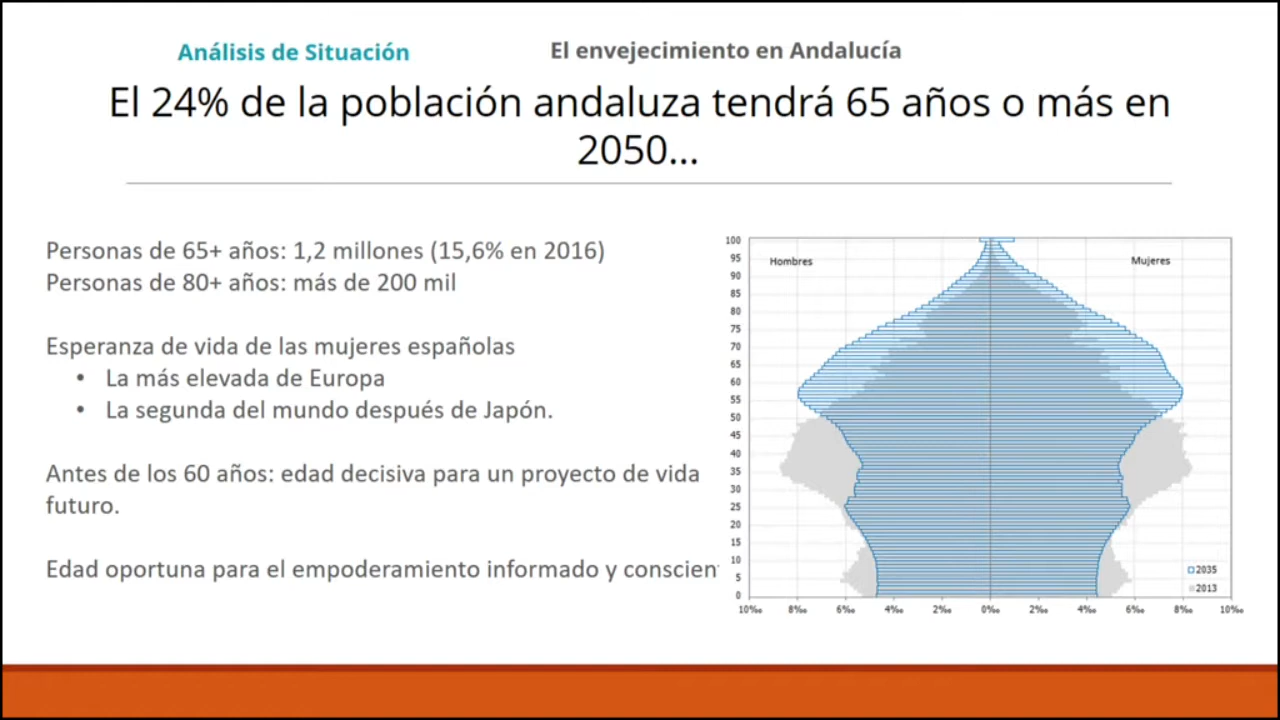 Análisis de Situación
El envejecimiento en Andalucía
El 24% de la población andaluza tendrá 65 años o más en
2050...
Personas de 65+ años: 1,2 millones (15,6% en 2016)
Personas de 80+ años: más de 200 mil
Esperanza de vida de las mujeres españolas
• La más elevada de Europa
• La segunda del mundo después de Japón.
Antes de los 60 años: edad decisiva para un proyecto de vida
futuro.
Edad oportuna para el empoderamiento informado y conscien
Hombres
Mujeres
100
95
90
85
80
75
70
65
60
55
50
45
40
35
30
25
20
15
10
5
0
2035
2013
10‰ 8‰ 6‰ 4‰ 2‰ 0‰ 2‰ 4‰ 6‰ 8‰ 10‰